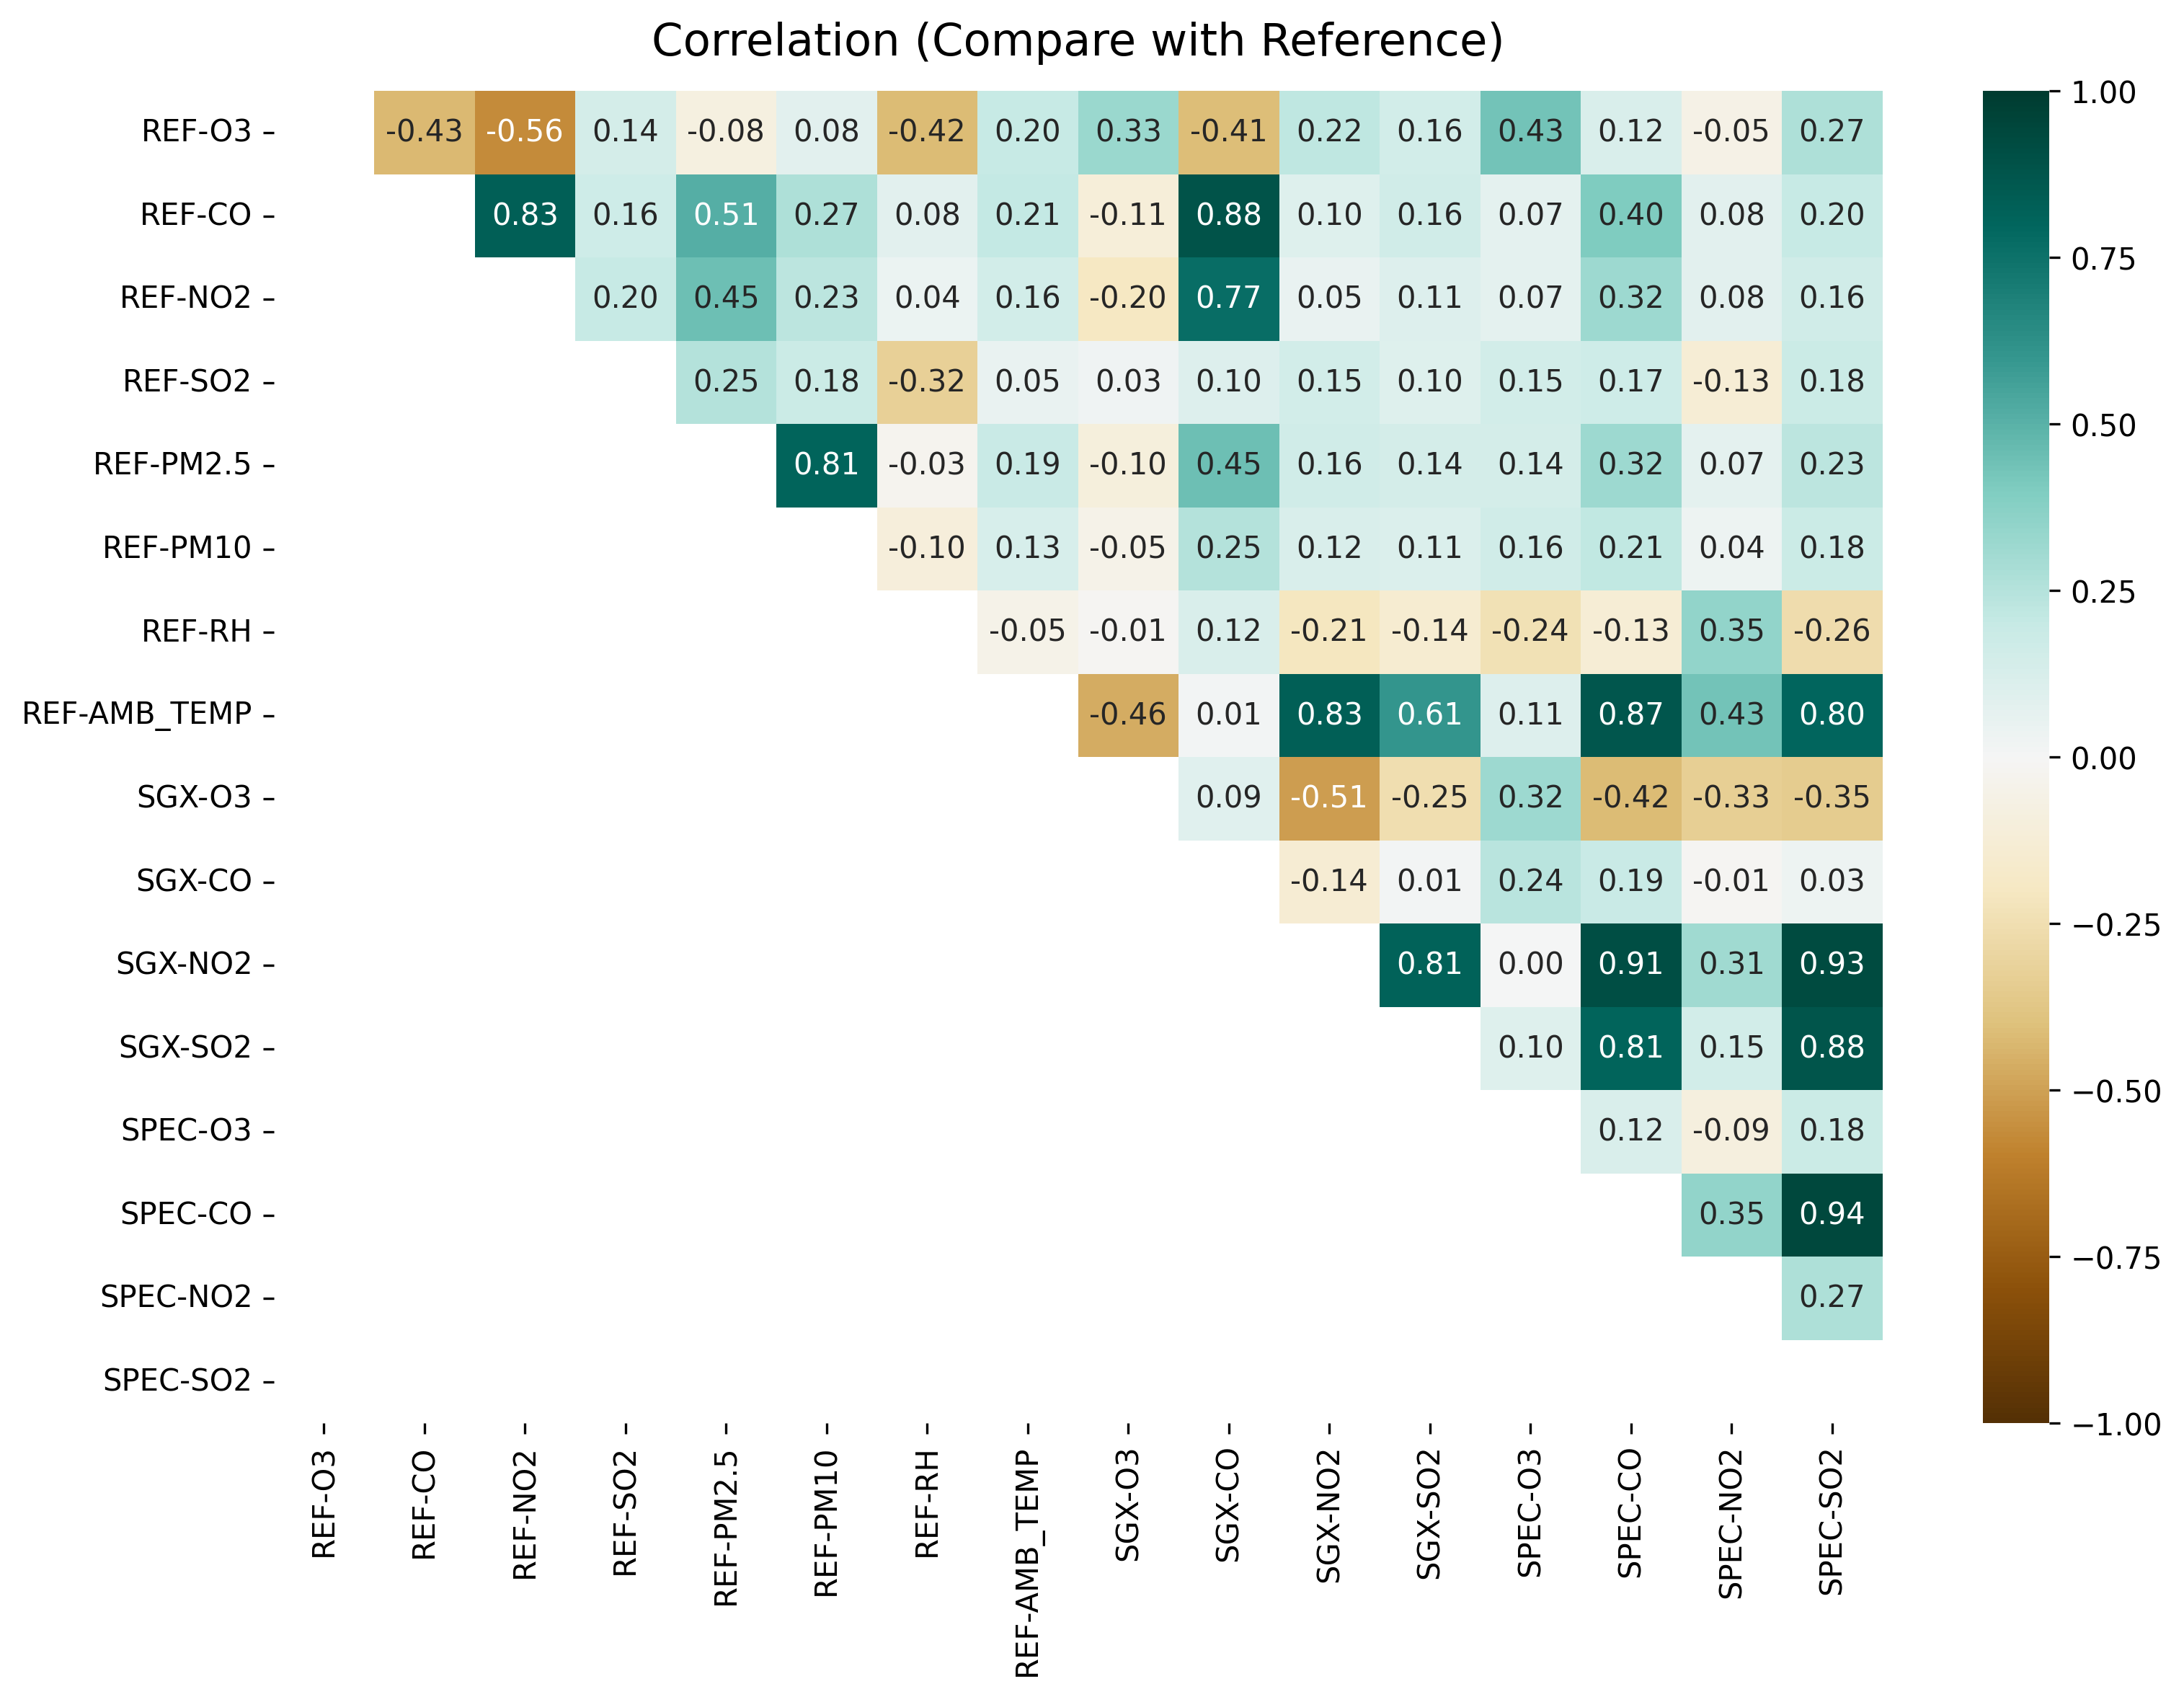 Correlation (Compare with Reference)
REF-O3 -0.43 -0.56 0.14 -0.08 0.08 -0.42 0.20 0.33 -0.41 0.22 0.16 0.43 0.12 -0.05 0.27
REF-CO 0.83 0.16 0.51 0.27 0.08 0.21 -0.11 0.88 0.10 0.16 0.07 0.40 0.08 0.20
REF-NO2 0.20 0.45 0.23 0.04 0.16 -0.20 0.77 0.05 0.11 0.07 0.32 0.08 0.16
REF-SO2 0.25 0.18 -0.32 0.05 0.03 0.10 0.15 0.10 0.15 0.17 -0.13 0.18
REF-PM2.5 0.81 -0.03 0.19 -0.10 0.45 0.16 0.14 0.14 0.32 0.07 0.23
REF-PM10 -0.10 0.13 -0.05 0.25 0.12 0.11 0.16 0.21 0.04 0.18
REF-RH -0.05 -0.01 0.12 -0.21 -0.14 -0.24 -0.13 0.35 -0.26
REF-AMB_TEMP -0.46 0.01 0.83 0.61 0.11 0.87 0.43 0.80
SGX-O3 0.09 -0.51 -0.25 0.32 -0.42 -0.33 -0.35
SGX-CO -0.14 0.01 0.24 0.19 -0.01 0.03
SGX-NO2 0.81 0.00 0.91 0.31 0.93
SGX-SO2 0.10 0.81 0.15 0.88
SPEC-O3 0.12 -0.09 0.18
SPEC-CO 0.35 0.94
SPEC-NO2 0.27
SPEC-SO2
REF-O3
REF-CO
REF-NO2
REF-SO2
REF-PM2.5
REF-PM10
REF-RH
REF-AMB_TEMP
SGX-O3
SGX-CO
SGX-NO2
SGX-SO2
SPEC-O3
SPEC-CO
SPEC-NO2
SPEC-SO2
1.00
0.75
0.50
0.25
0.00
−0.25
−0.50
−0.75
−1.00